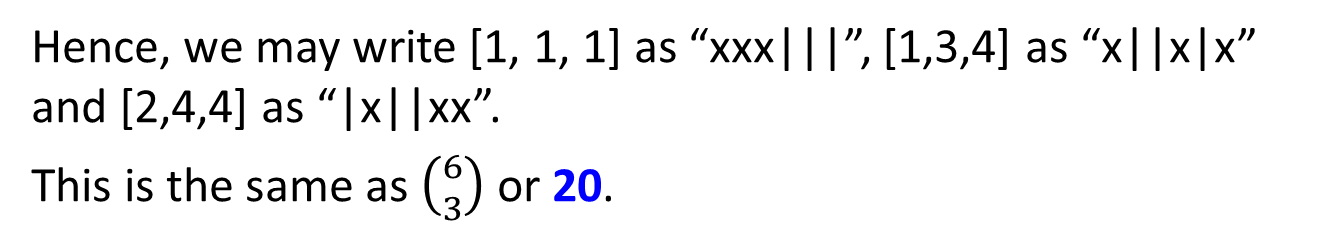 Hence, we may write [1, 1, 1] as “xxx|||”, [1,3,4] as “x||x|x”
and [2,4,4] as “|x||xx”.
This is the same as (6 3) or 20.